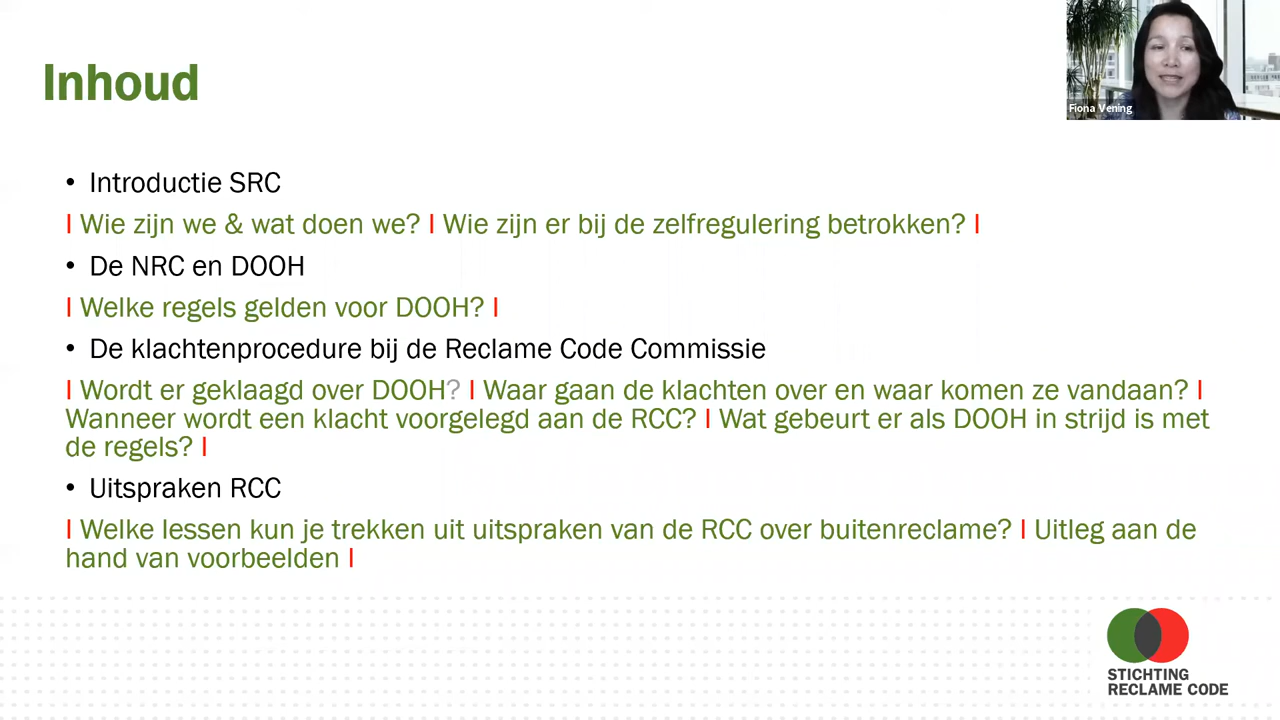 Inhoud
Fiona Vening
• Introductie SRC
I Wie zijn we & wat doen we? I Wie zijn er bij de zelfregulering betrokken? I
• De NRC en DOOH
I Welke regels gelden voor DOOH? I
• De klachtenprocedure bij de Reclame Code Commissie
I Wordt er geklaagd over DOOH? I Waar gaan de klachten over en waar komen ze vandaan? I
Wanneer wordt een klacht voorgelegd aan de RCC? I Wat gebeurt er als DOOH in strijd is met
de regels? I
• Uitspraken RCC
I Welke lessen kun je trekken uit uitspraken van de RCC over buitenreclame? I Uitleg aan de
hand van voorbeelden I
STICHTING
RECLAME CODE